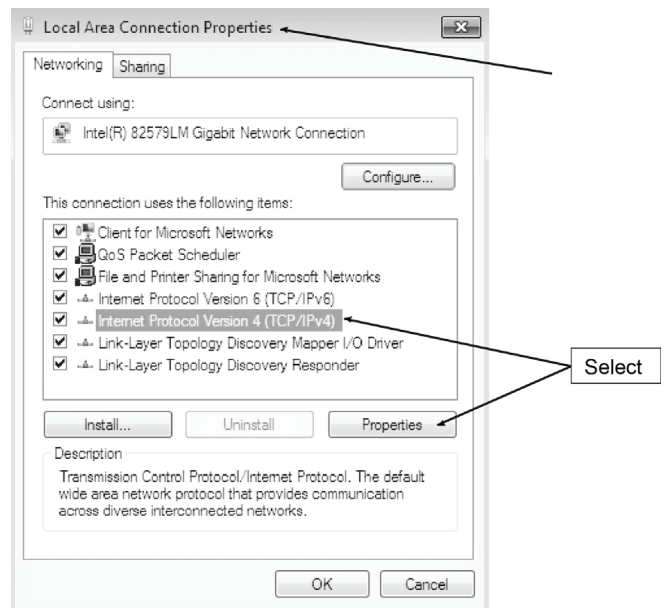 Local Area Connection Properties
Networking
Sharing
Connect using:
Intel(R) 82579LM Gigabit Network Connection
Configure...
This connection uses the following items:
Client for Microsoft Networks
QoS Packet Scheduler
File and Printer Sharing for Microsoft Networks
Internet Protocol Version 6 (TCP/IPv6)
Internet Protocol Version 4 (TCP/IPv4)
Link-Layer Topology Discovery Mapper I/O Driver
Link-Layer Topology Discovery Responder
Select
Install...
Uninstall
Properties
Description
Transmission Control Protocol/Internet Protocol. The default
wide area network protocol that provides communication
across diverse interconnected networks.
OK
Cancel